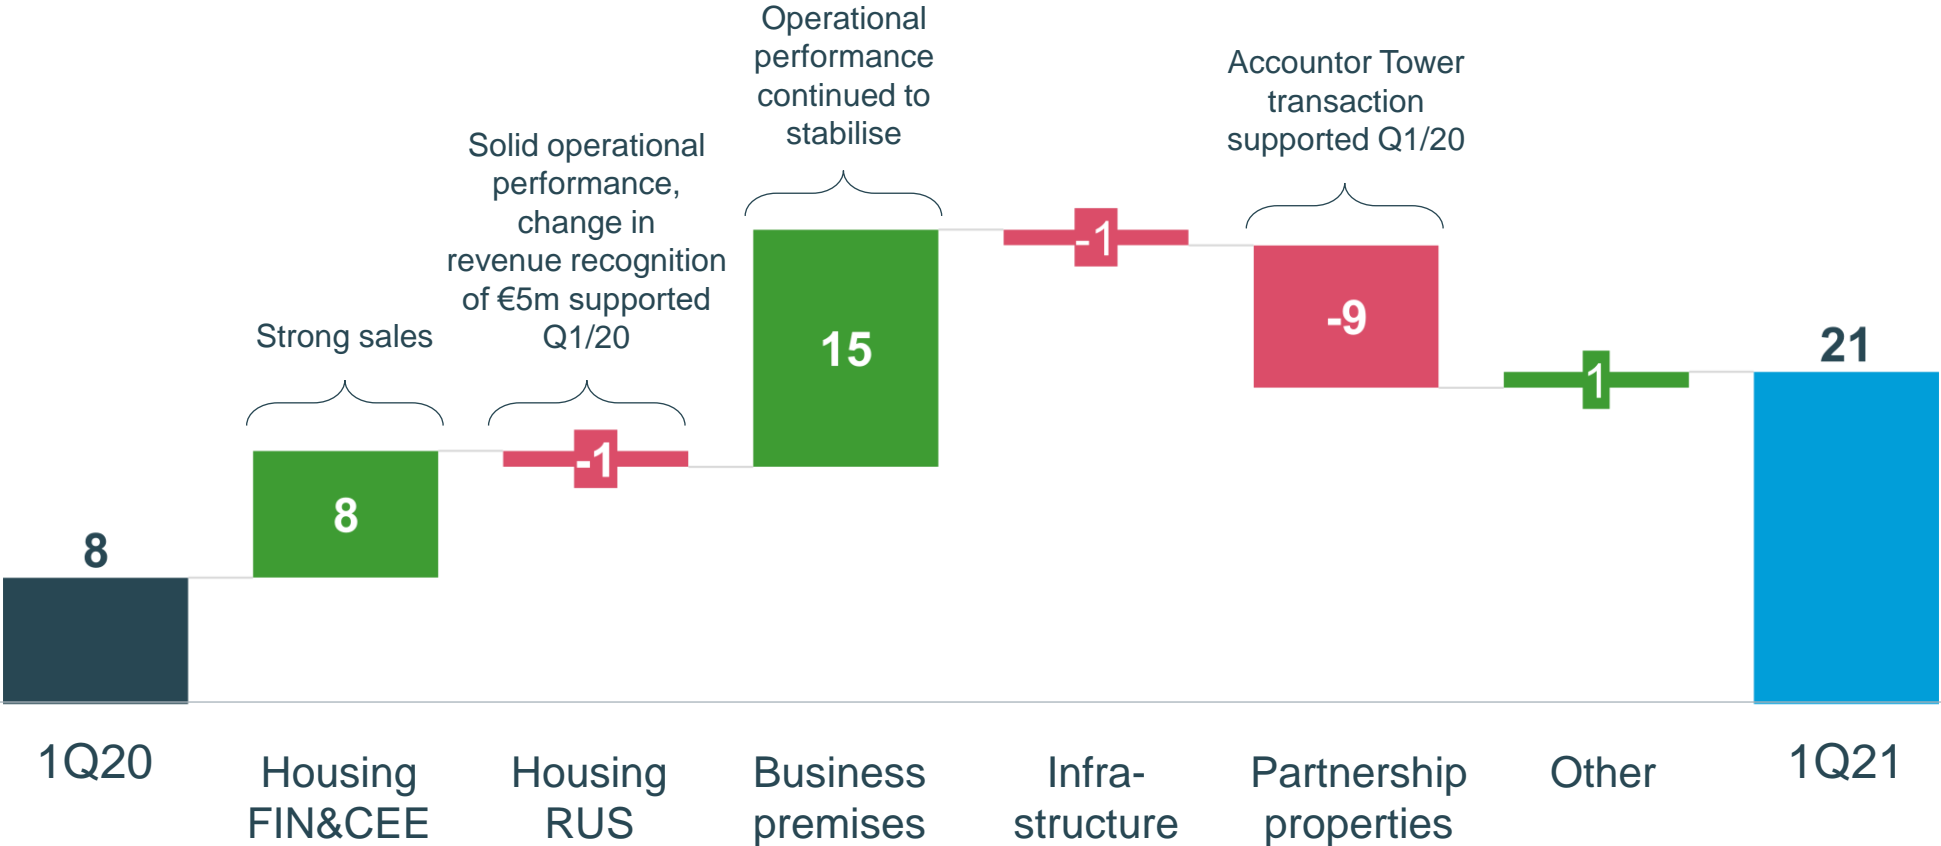 Operational
performance
continued to
stabilise
Accountor Tower
transaction
supported Q1/20
Solid operational
performance,
change in
revenue recognition
of €5m supported
Q1/20
Strong sales
8
8
-1
15
-1
-9
1
21
1Q20
Housing
FIN&CEE
Housing
RUS
Business
premises
Infra-
structure
Partnership
properties
Other
1Q21